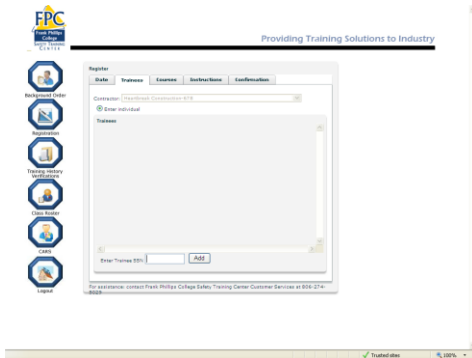 FPC
Frank Phillips
College
SAFETY TRAINING
CENTER
Providing Training Solutions to Industry
Background Order
Registration
Training History
Verifications
Class Roster
CARS
Logout
Register
Date
Trainees
Courses
Instructions
Confirmation
Contractor:
Enter individual
Trainees
Enter Trainee SSN:
Add
For assistance: contact Frank Phillips College Safety Training Center Customer Services at 806-274-
Trusted sites
100%